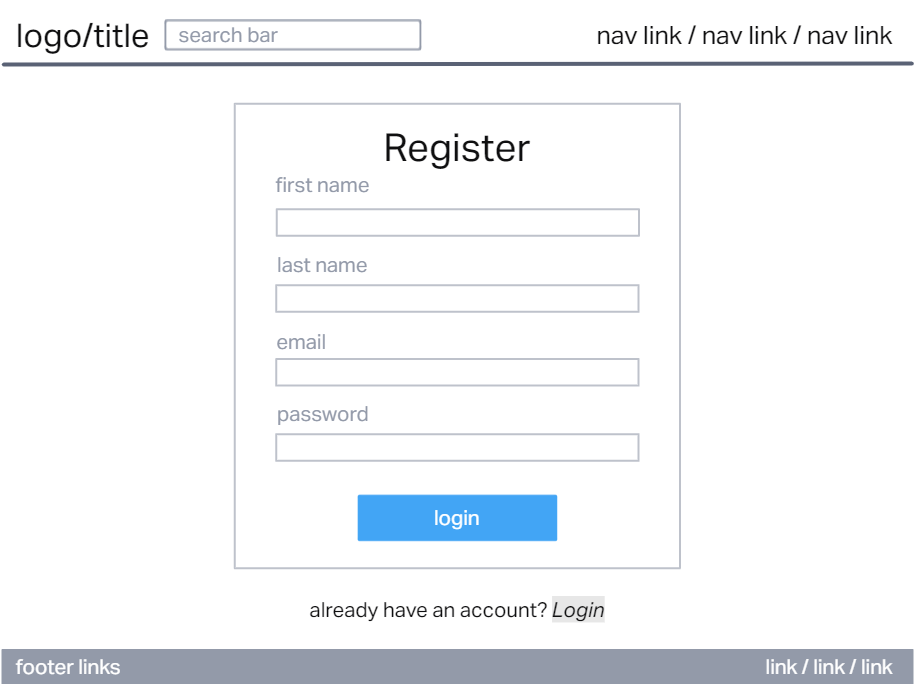 logo/title search bar nav link / nav link / nav link
Register
first name
last name
email
password
login
already have an account? Login
footer links link / link / link